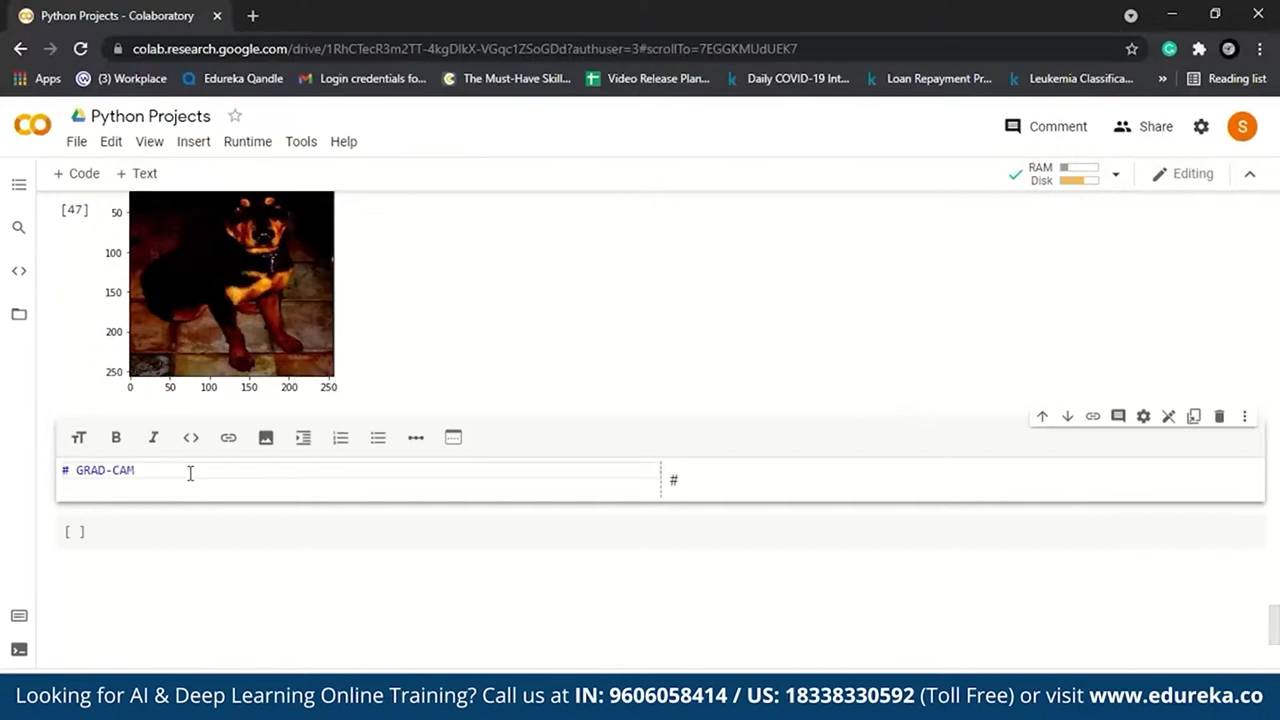 Python Projects - Colaboratory
colab.research.google.com/drive/1RhCTecR3m2TT-4kgDlkX-VGqc1ZSoGDd?authuser=3#scrollTo=7EGGKMUdUEK7
Apps (3) Workplace Edureka Qandle Login credentials fo... The Must-Have Skill... Video Release Plan... Daily COVID-19 Int... Loan Repayment Pr... Leukemia Classifica... » Reading list
CO Python Projects Comment Share S
File Edit View Insert Runtime Tools Help
+ Code + Text RAM Disk Editing
[47]
50
100
150
200
250
0 50 100 150 200 250
# GRAD-CAM
#
[ ]
Looking for AI & Deep Learning Online Training? Call us at IN: 9606058414 / US: 18338330592 (Toll Free) or visit www.edureka.co